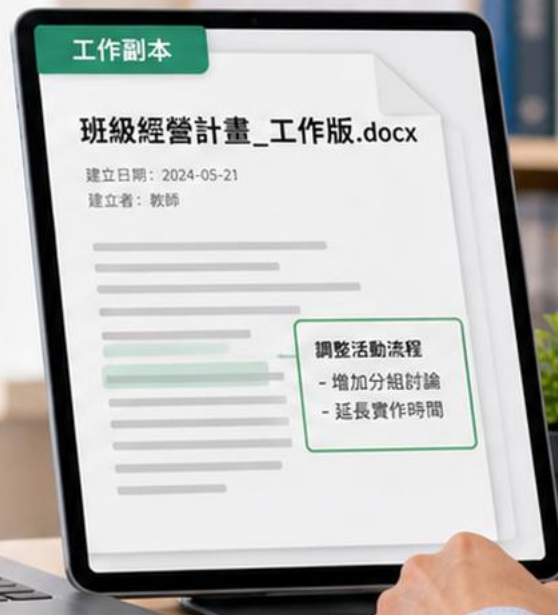 工作副本
班級經營計畫_工作版.docx
建立日期：2024-05-21
建立者：教師
調整活動流程
- 增加分組討論
- 延長實作時間